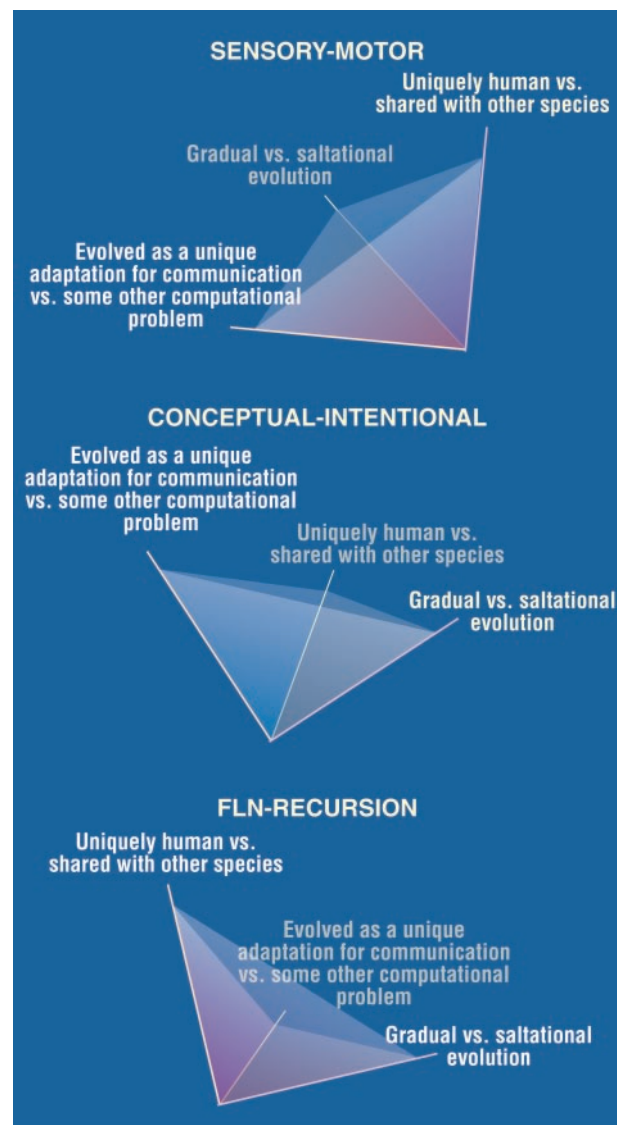 SENSORY-MOTOR
Uniquely human vs.
shared with other species
Gradual vs. saltational
evolution
Evolved as a unique
adaptation for communication
vs. some other computational
problem
CONCEPTUAL-INTENTIONAL
Evolved as a unique
adaptation for communication
vs. some other computational
problem
Uniquely human vs.
shared with other species
Gradual vs. saltational
evolution
FLN-RECURSION
Uniquely human vs.
shared with other species
Evolved as a unique
adaptation for communication
vs. some other computational
problem
Gradual vs. saltational
evolution